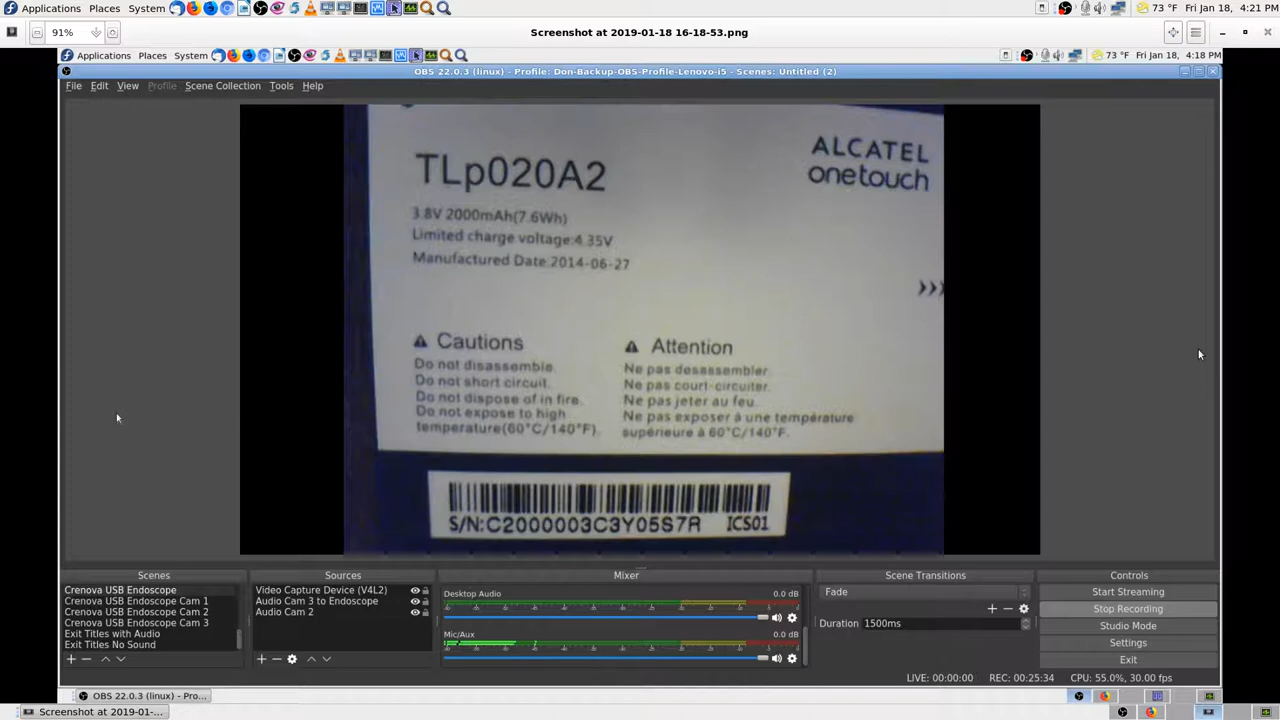 Applications Places System 73 °F Fri Jan 18, 4:21 PM
91% Screenshot at 2019-01-18 16-18-53.png
Applications Places System 73 °F Fri Jan 18, 4:18 PM
OBS 22.0.3 (linux) - Profile: Don-Backup-OBS-Profile-Lenovo-i5 - Scenes: Untitled (2)
File Edit View Profile Scene Collection Tools Help
TLp020A2
3.8V 2000mAh(7.6Wh)
Limited charge voltage:4.35V
Manufactured Date:2014-06-27
ALCATEL
onetouch
Cautions
Do not disassemble.
Do not short circuit.
Do not dispose of in fire.
Do not expose to high
temperature(60°C/140°F).
Attention
Ne pas desassembler.
Ne pas court-circuiter.
Ne pas jeter au feu.
Ne pas exposer à une température
supérieure à 60°C/140°F.
S/N:C2000003C3Y05S7R ICS01
Scenes
Crenova USB Endoscope
Crenova USB Endoscope Cam 1
Crenova USB Endoscope Cam 2
Crenova USB Endoscope Cam 3
Exit Titles with Audio
Exit Titles No Sound
Sources
Video Capture Device (V4L2)
Audio Cam 3 to Endoscope
Audio Cam 2
Mixer
Desktop Audio 0.0 dB
Mic/Aux 0.0 dB
Scene Transitions
Fade
Duration 1500ms
Controls
Start Streaming
Stop Recording
Studio Mode
Settings
Exit
LIVE: 00:00:00 REC: 00:25:34 CPU: 55.0%, 30.00 fps
OBS 22.0.3 (linux) - Pro...
Screenshot at 2019-01-...